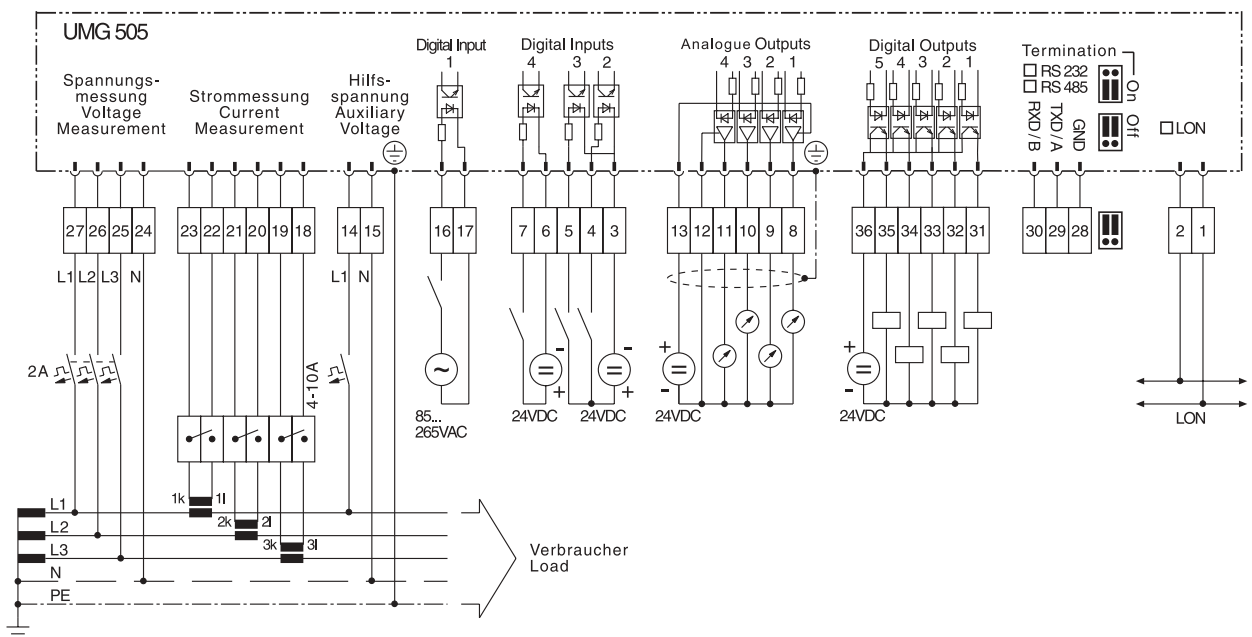 UMG 505
Spannungs-
messung
Voltage
Measurement
Strommessung
Current
Measurement
Hilfs-
spannung
Auxiliary
Voltage
Digital Input
1
Digital Inputs
4 3 2
Analogue Outputs
4 3 2 1
Digital Outputs
5 4 3 2 1
Termination
RS 232
RS 485
On
Off
RXD / B
TXD / A
GND
LON
27 26 25 24
23 22 21 20 19 18
14 15
16 17
7 6 5 4 3
13 12 11 10 9 8
36 35 34 33 32 31
30 29 28
2 1
L1 L2 L3 N
L1 N
2A
4-10A
~
85...
265VAC
- +
24VDC
- +
24VDC
+ -
24VDC
+ -
24VDC
LON
1k 1l
2k 2l
3k 3l
L1
L2
L3
N
PE
Verbraucher
Load